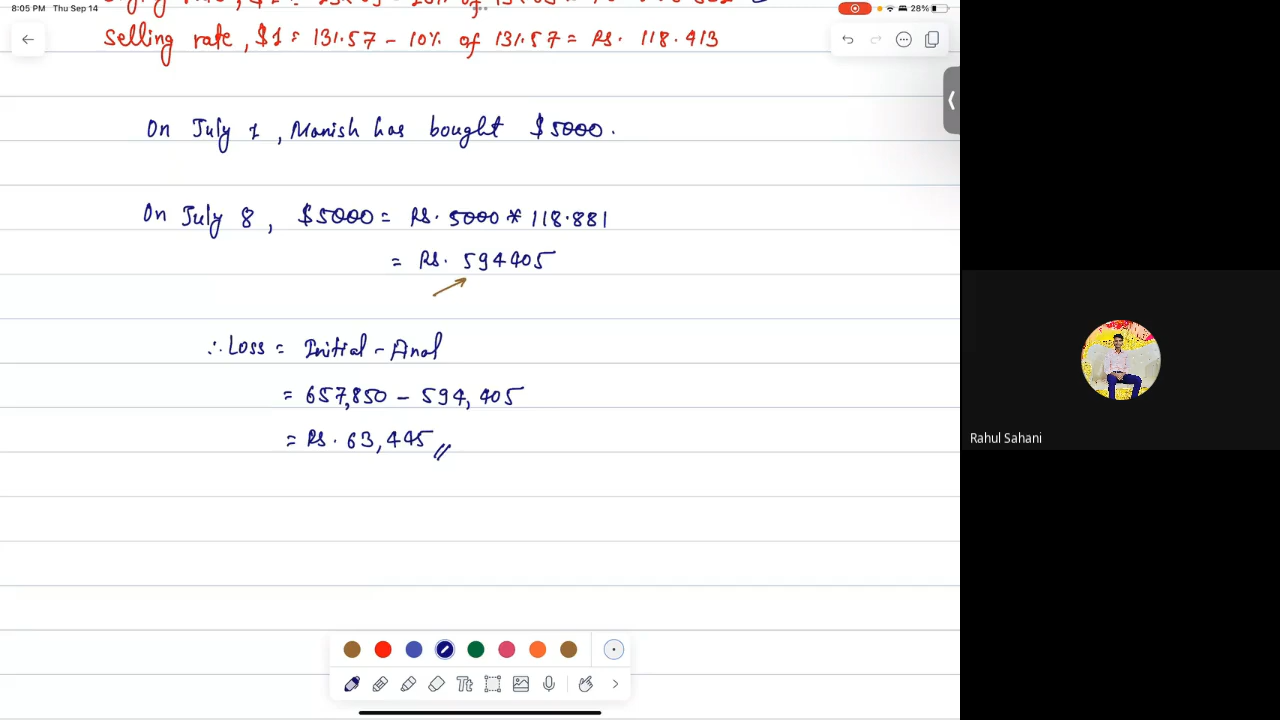 8:05 PM Thu Sep 14
28%
Selling rate, $1 = 131.57 - 10% of 131.57 = Rs. 118.413
On July 1, Manish has bought $5000.
On July 8, $5000 = Rs. 5000 * 118.881
= Rs. 594405
∴ Loss = Initial - Final
= 657,850 - 594,405
= Rs. 63,445 //
Tt
Rahul Sahani